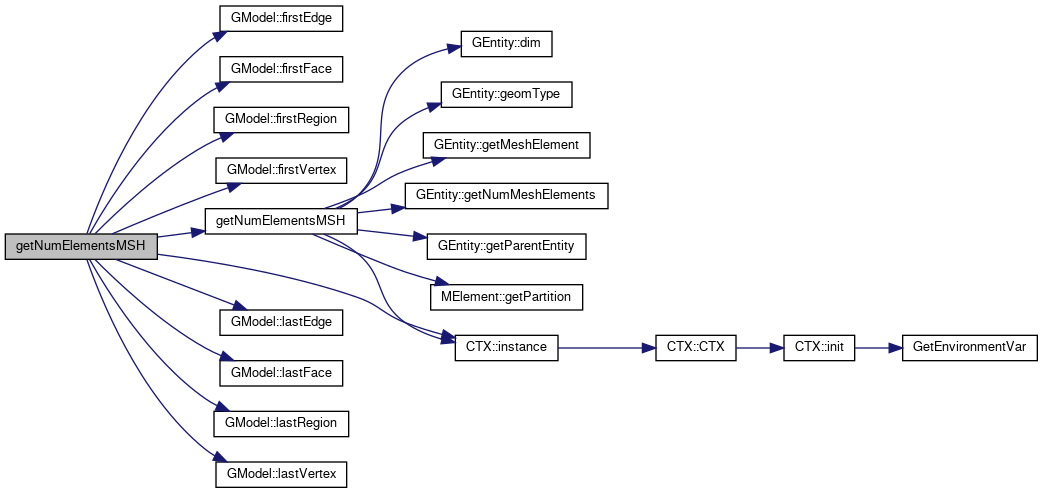 GModel::firstEdge
GModel::firstFace
GModel::firstRegion
GModel::firstVertex
getNumElementsMSH
getNumElementsMSH
GModel::lastEdge
GModel::lastFace
GModel::lastRegion
GModel::lastVertex
GEntity::dim
GEntity::geomType
GEntity::getMeshElement
GEntity::getNumMeshElements
GEntity::getParentEntity
MElement::getPartition
CTX::instance
CTX::CTX
CTX::init
GetEnvironmentVar